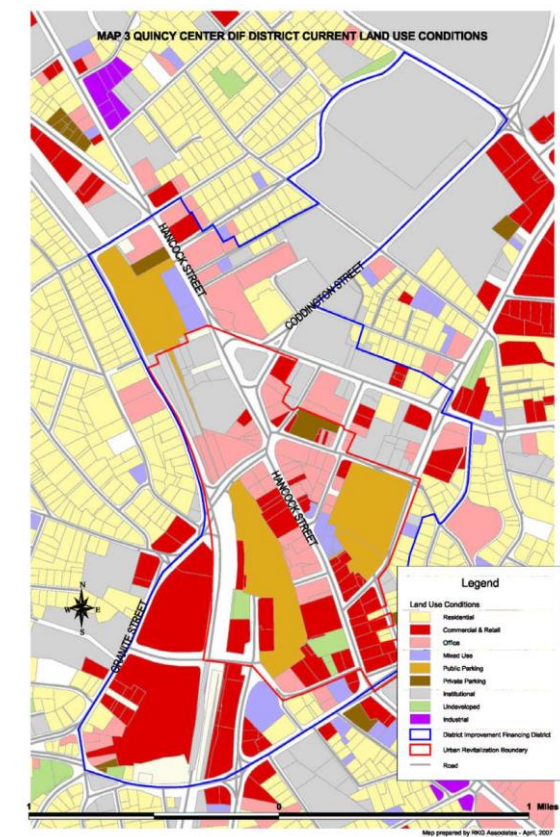 MAP 3 QUINCY CENTER DIF DISTRICT CURRENT LAND USE CONDITIONS
HANCOCK STREET
CODDINGTON STREET
HANCOCK STREET
GRANITE STREET
N
W E
S
Legend
Land Use Conditions
Residential
Commercial & Retail
Office
Mixed Use
Public Parking
Private Parking
Institutional
Undeveloped
Industrial
District Improvement Financing District
Urban Revitalization Boundary
Road
1 0 1 Miles
Map prepared by RKG Associates - April, 2007